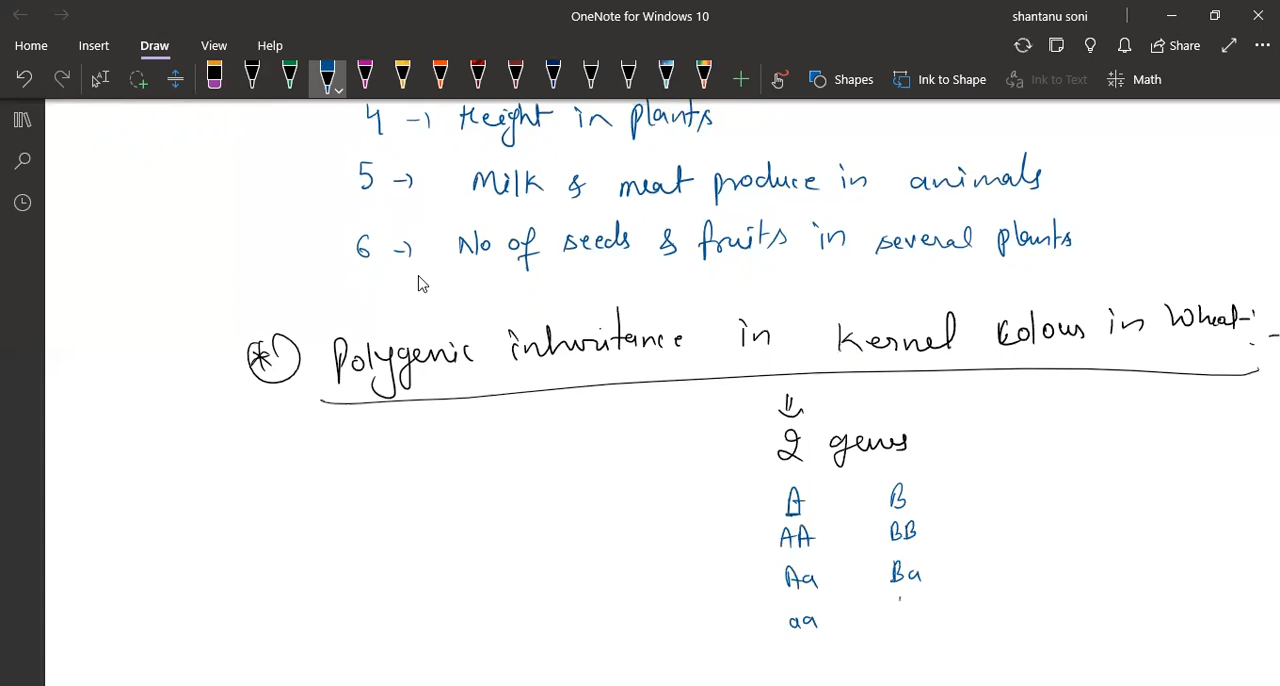 OneNote for Windows 10
shantanu soni
Home Insert Draw View Help
Share
Shapes Ink to Shape Ink to Text Math
4 → Height in plants
5 → Milk & meat produce in animals
6 → No of seeds & fruits in several plants
* Polygenic inheritance in Kernel colour in Wheat:-
2 genes
A B
AA BB
Aa Ba
aa